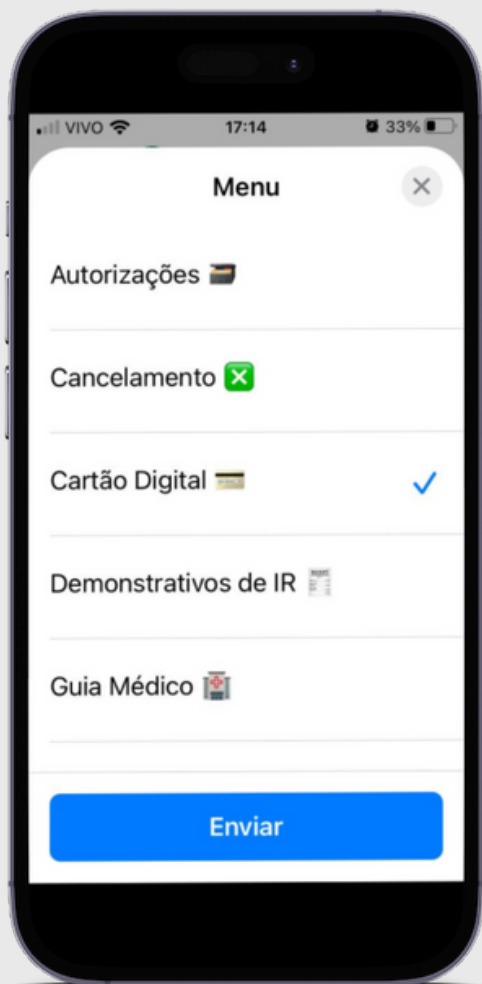 VIVO 17:14 33%
Menu
Autorizações
Cancelamento
Cartão Digital
Demonstrativos de IR
Guia Médico
Enviar